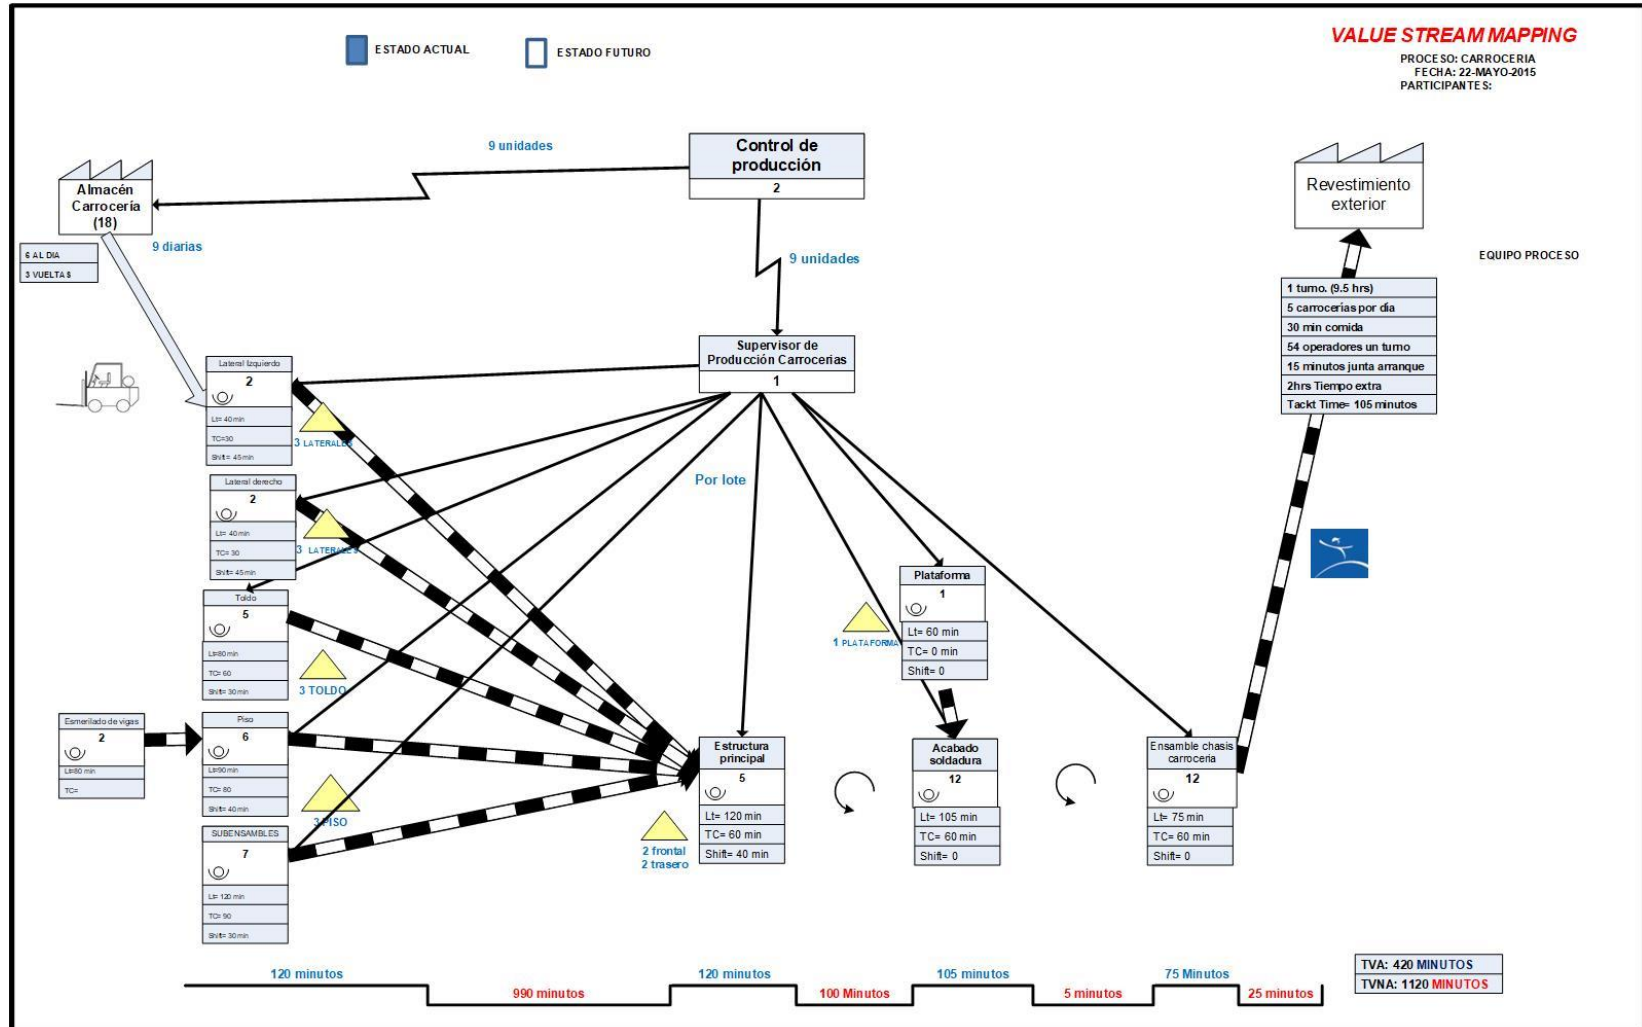 ESTADO ACTUAL
ESTADO FUTURO
VALUE STREAM MAPPING
PROCESO: CARROCERIA
FECHA: 22-MAYO-2015
PARTICIPANTES:
9 unidades
Control de
producción
2
Almacén
Carrocería
(18)
Revestimiento
exterior
6 AL DIA
3 VUELTAS
9 diarias
9 unidades
EQUIPO PROCESO
1 turno. (9.5 hrs)
5 carrocerías por día
30 min comida
54 operadores un turno
15 minutos junta arranque
2hrs Tiempo extra
Tackt Time= 105 minutos
Supervisor de
Producción Carrocerias
1
Lateral Izquierdo
2
Lt= 40 min
TC=30
Shift= 45 min
3 LATERALES
Lateral derecho
2
Lt= 40 min
TC= 30
Shift= 45 min
3 LATERALES
Por lote
Toldo
5
Lt=80 min
TC= 60
Shift= 30 min
3 TOLDO
Plataforma
1
Lt= 60 min
TC= 0 min
Shift= 0
1 PLATAFORMA
Esmerilado de vigas
2
Lt=80 min
TC=
Piso
6
Lt=90 min
TC= 80
Shift= 40 min
3 PISO
SUBENSAMBLES
7
Lt= 120 min
TC= 90
Shift= 30 min
2 frontal
2 trasero
Estructura
principal
5
Lt= 120 min
TC= 60 min
Shift= 40 min
Acabado
soldadura
12
Lt= 105 min
TC= 60 min
Shift= 0
Ensamble chasis
carroceria
12
Lt= 75 min
TC= 60 min
Shift= 0
120 minutos
990 minutos
120 minutos
100 Minutos
105 minutos
5 minutos
75 Minutos
25 minutos
TVA: 420 MINUTOS
TVNA: 1120 MINUTOS